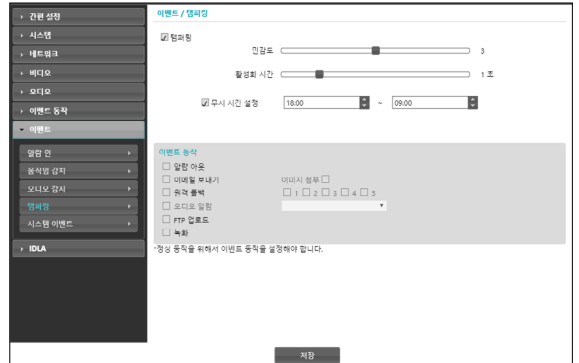 간편 설정
시스템
네트워크
비디오
오디오
이벤트 동작
이벤트
알람 인
움직임 감지
오디오 감지
탬퍼링
시스템 이벤트
IDLA
이벤트 / 탬퍼링
탬퍼링
민감도 3
활성화 시간 1 초
무시 시간 설정 18:00 ~ 09:00
이벤트 동작
알람 아웃
이메일 보내기 이미지 첨부
원격 콜백 1 2 3 4 5
오디오 알람
FTP 업로드
녹화
*정상 동작을 위해서 이벤트 동작을 설정해야 합니다.
저장